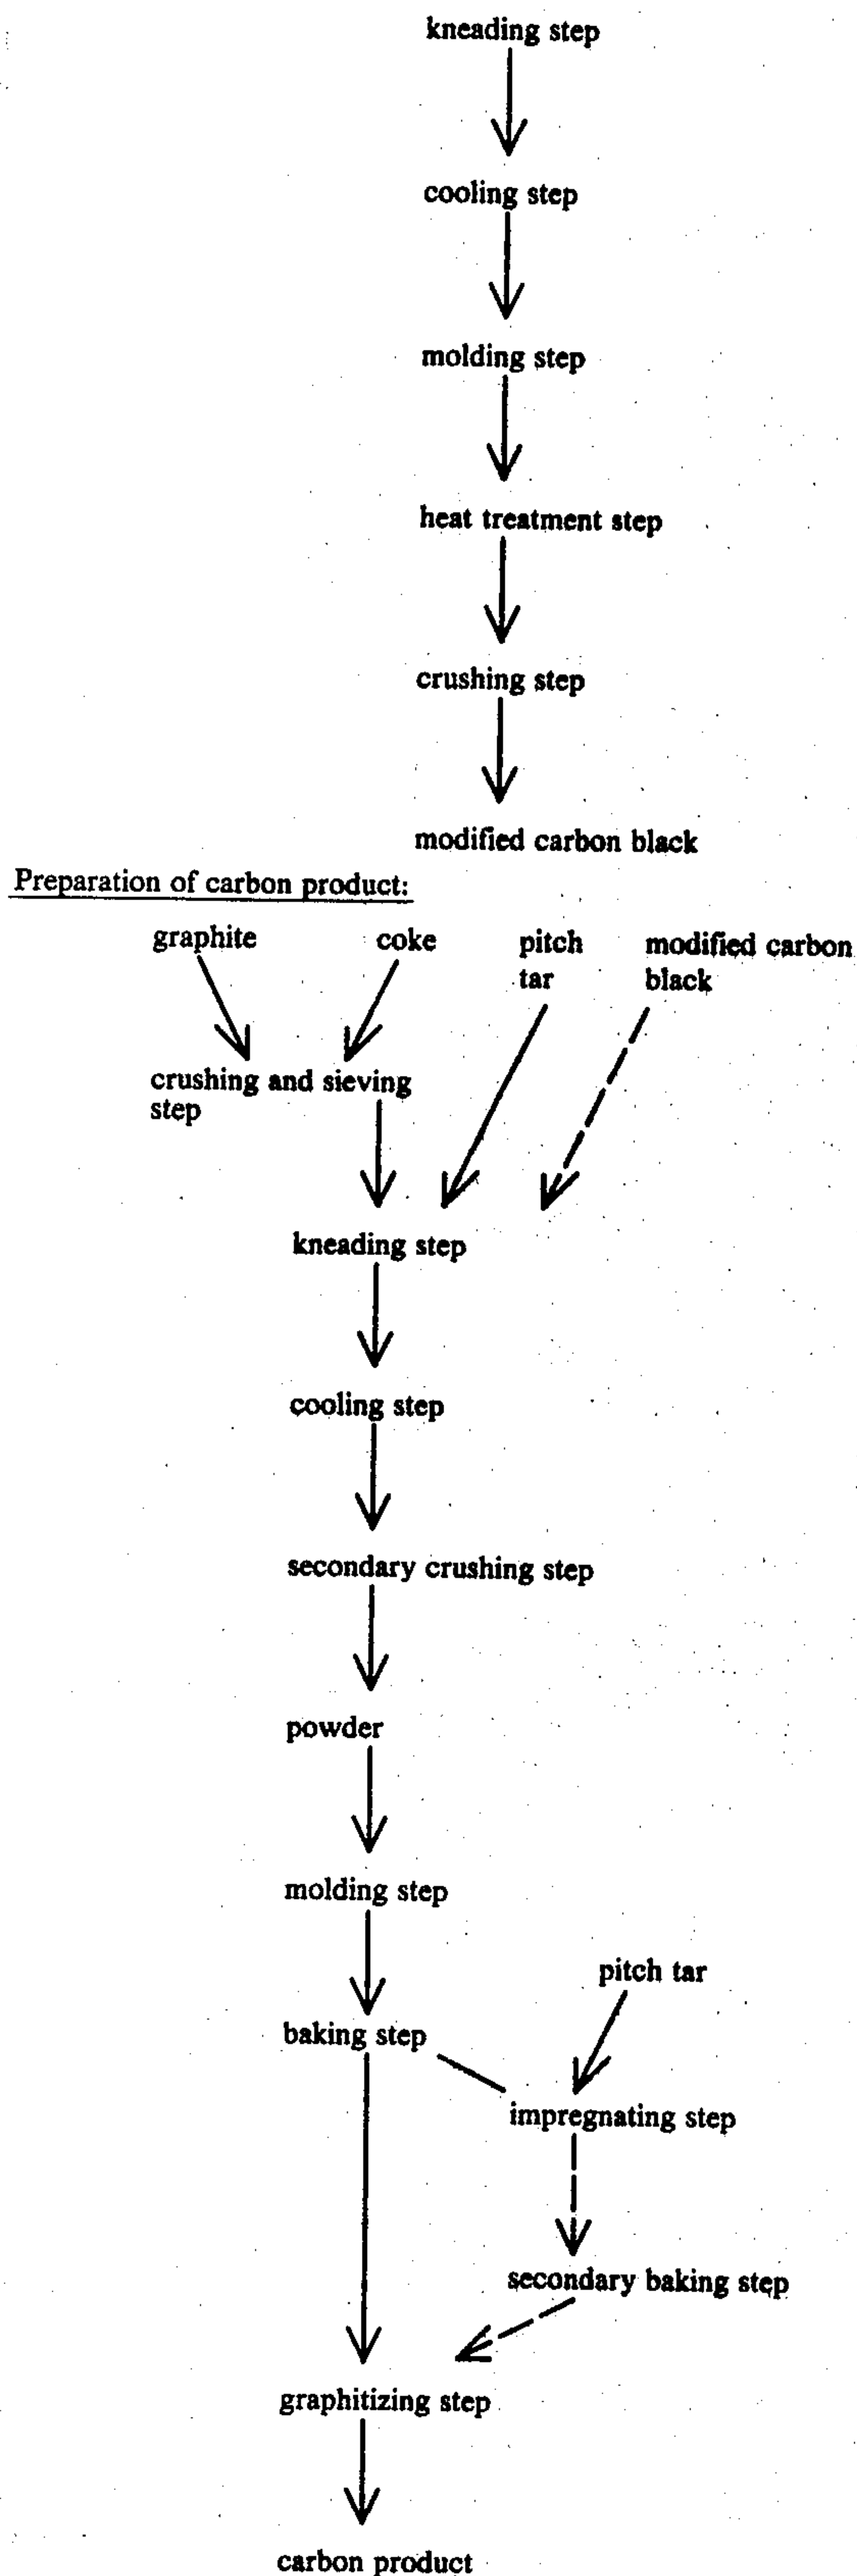 kneading step
cooling step
molding step
heat treatment step
crushing step
modified carbon black
Preparation of carbon product:
graphite
coke
pitch
tar
modified carbon
black
crushing and sieving
step
kneading step
cooling step
secondary crushing step
powder
molding step
pitch tar
baking step
impregnating step
secondary baking step
graphitizing step
carbon product